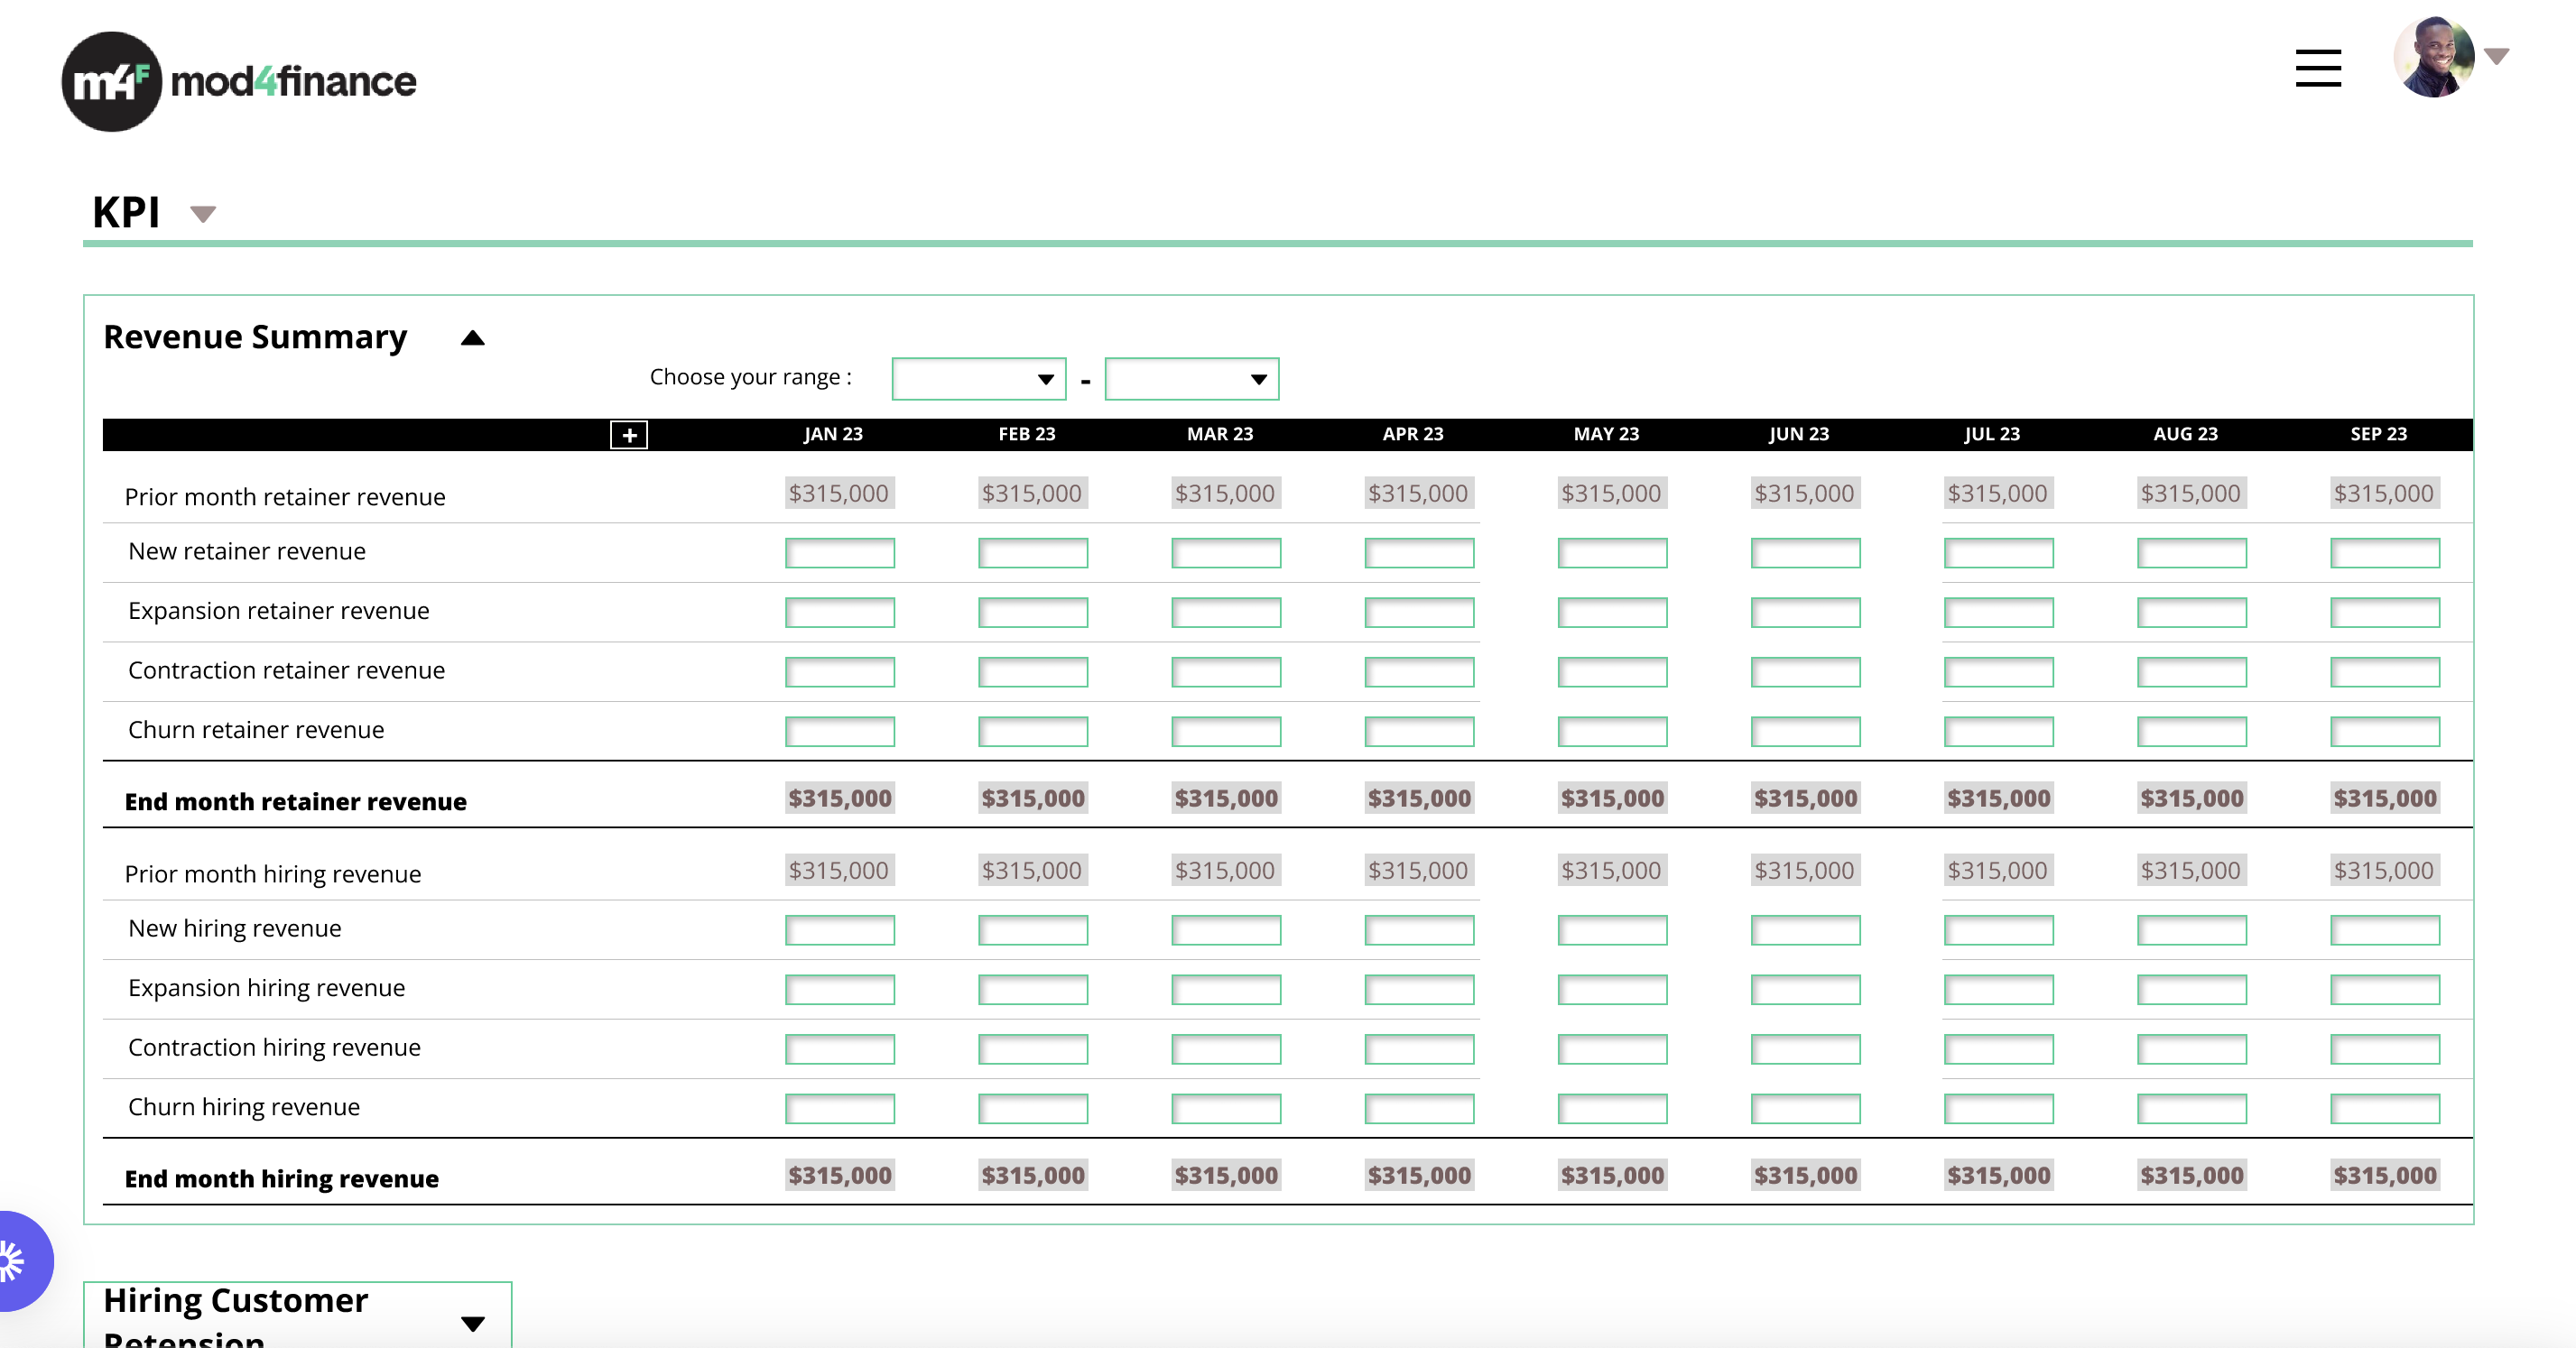 m4F mod4finance
KPI
Revenue Summary
Choose your range : -
+ JAN 23 FEB 23 MAR 23 APR 23 MAY 23 JUN 23 JUL 23 AUG 23 SEP 23
Prior month retainer revenue $315,000 $315,000 $315,000 $315,000 $315,000 $315,000 $315,000 $315,000 $315,000
New retainer revenue
Expansion retainer revenue
Contraction retainer revenue
Churn retainer revenue
End month retainer revenue $315,000 $315,000 $315,000 $315,000 $315,000 $315,000 $315,000 $315,000 $315,000
Prior month hiring revenue $315,000 $315,000 $315,000 $315,000 $315,000 $315,000 $315,000 $315,000 $315,000
New hiring revenue
Expansion hiring revenue
Contraction hiring revenue
Churn hiring revenue
End month hiring revenue $315,000 $315,000 $315,000 $315,000 $315,000 $315,000 $315,000 $315,000 $315,000
Hiring Customer
Retension